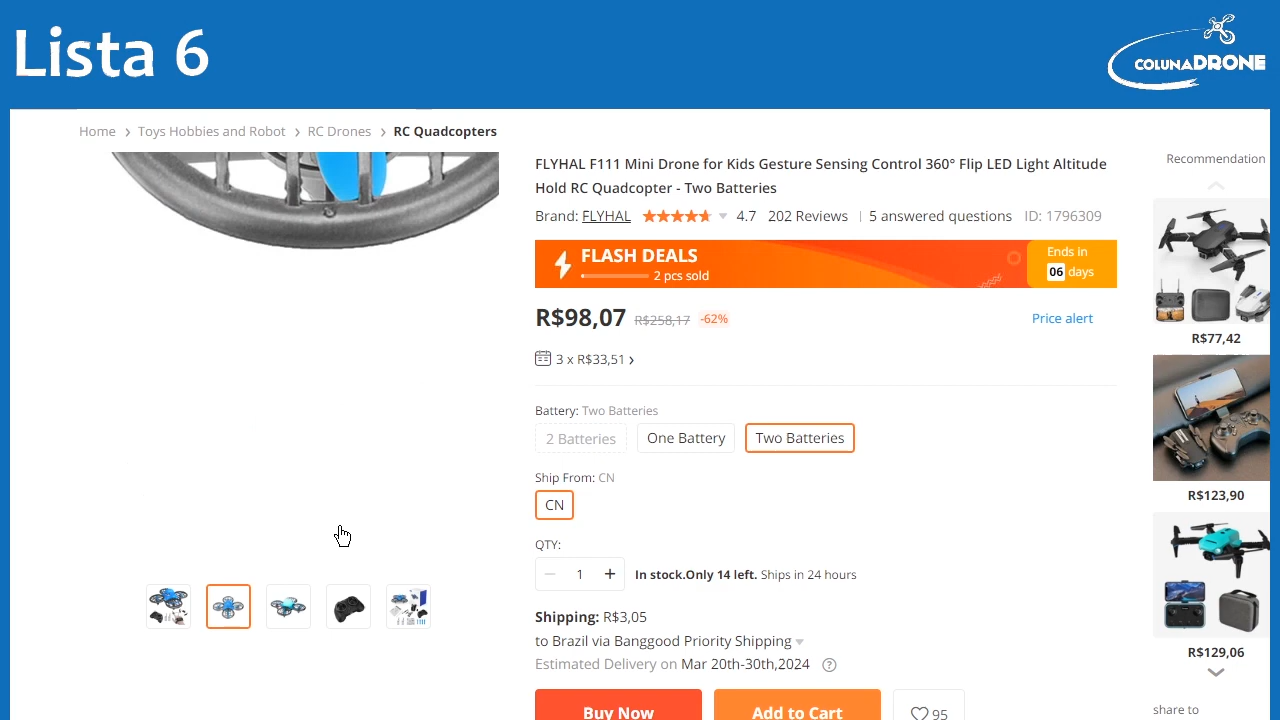 Lista 6
COLUNADRONE
Home > Toys Hobbies and Robot > RC Drones > RC Quadcopters
FLYHAL F111 Mini Drone for Kids Gesture Sensing Control 360° Flip LED Light Altitude
Hold RC Quadcopter - Two Batteries
Brand: FLYHAL 4.7 202 Reviews | 5 answered questions ID: 1796309
FLASH DEALS
2 pcs sold
Ends in
06 days
R$98,07 R$258,17 -62%
Price alert
3 x R$33,51 >
Battery: Two Batteries
2 Batteries One Battery Two Batteries
Ship From: CN
CN
QTY:
− 1 + In stock.Only 14 left. Ships in 24 hours
Shipping: R$3,05
to Brazil via Banggood Priority Shipping
Estimated Delivery on Mar 20th-30th,2024 ?
Buy Now Add to Cart 95
Recommendation
R$77,42
R$123,90
R$129,06
share to